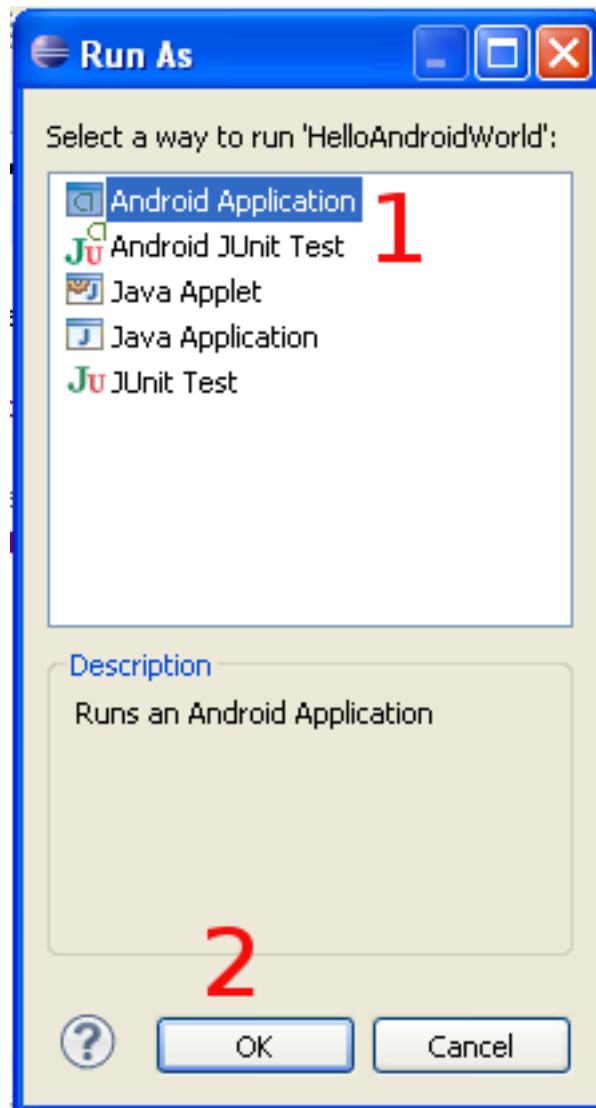 Run As
Select a way to run 'HelloAndroidWorld':
Android Application
1
Android JUnit Test
Java Applet
Java Application
JUnit Test
Description
Runs an Android Application
2
? OK Cancel